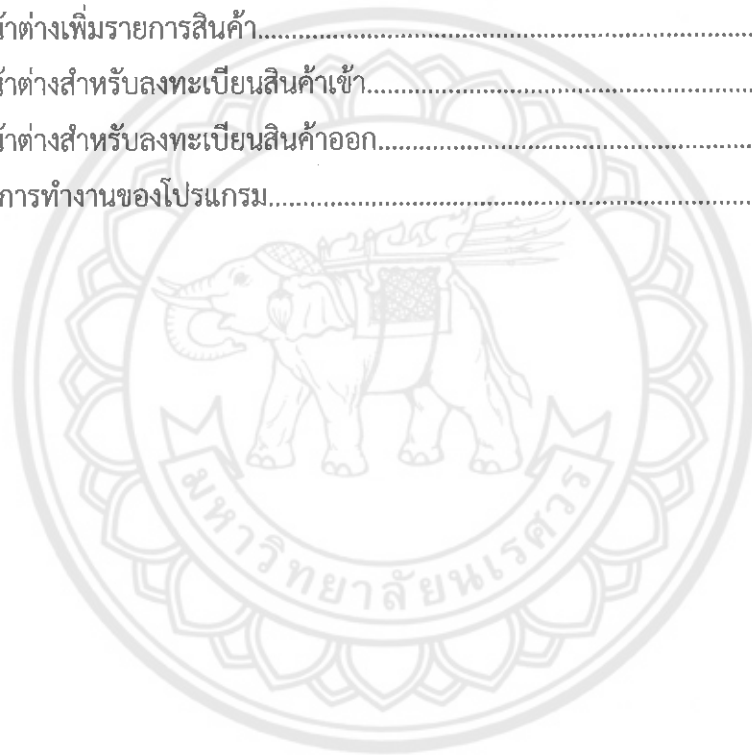 ้าต่างเพิ่มรายการสินค้า
้าต่างสำหรับลงทะเบียนสินค้าเข้า
้าต่างสำหรับลงทะเบียนสินค้าออก
การทำงานของโปรแกรม
มหาวิทยาลัยนเรศวร